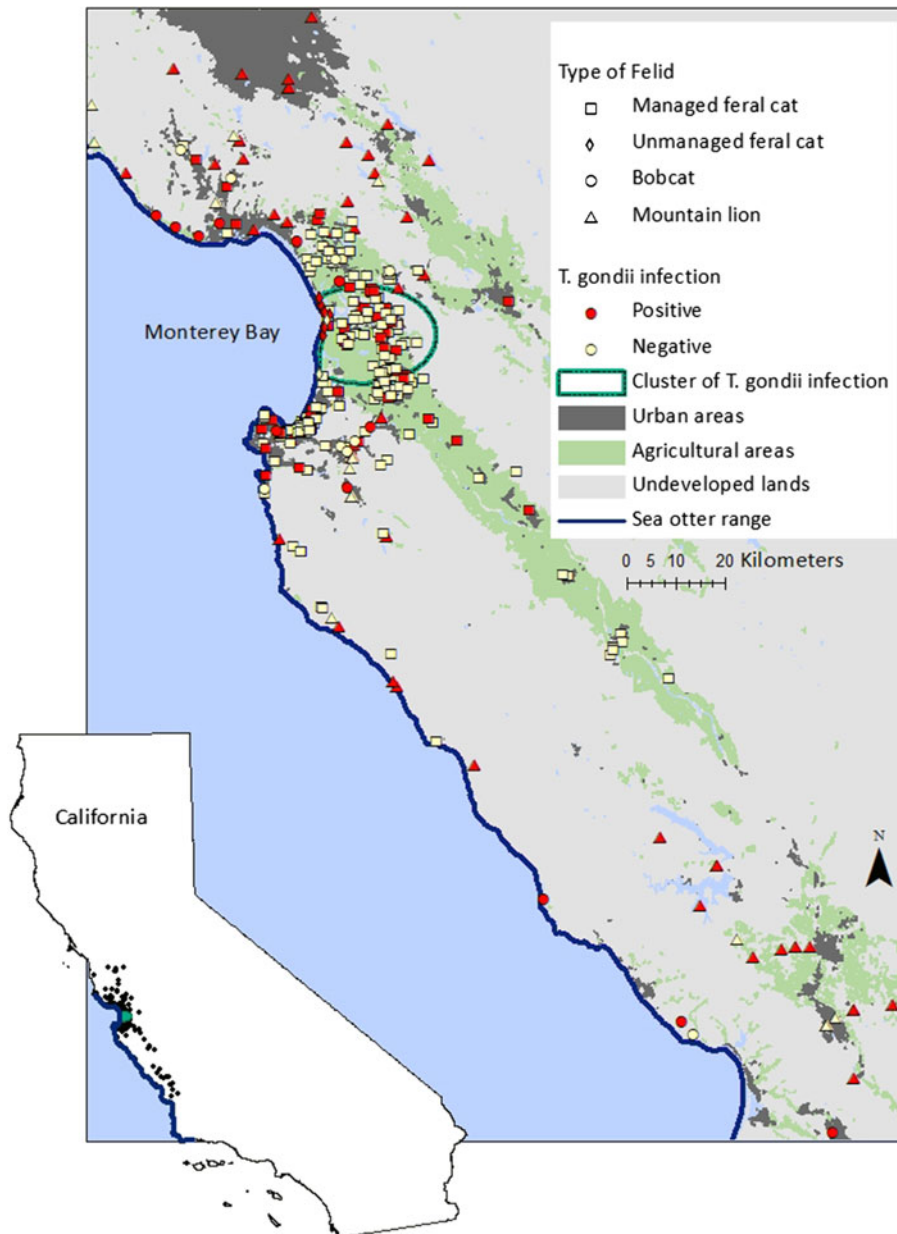 Type of Felid
Managed feral cat
Unmanaged feral cat
Bobcat
Mountain lion
T. gondii infection
Positive
Negative
Cluster of T. gondii infection
Urban areas
Agricultural areas
Undeveloped lands
Sea otter range
0 5 10 20 Kilometers
Monterey Bay
California
N